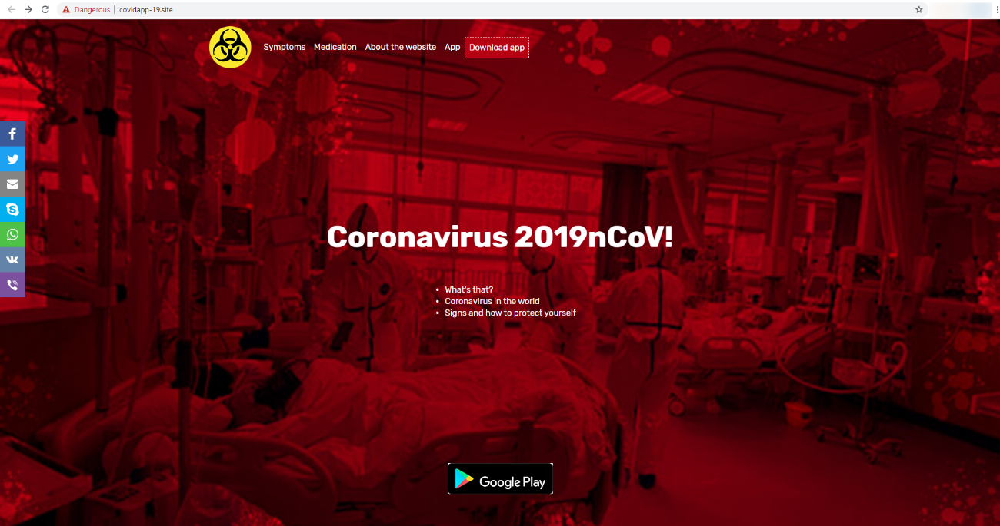 Dangerous covidapp-19.site
Symptoms Medication About the website App Download app
Coronavirus 2019nCoV!
What's that?
Coronavirus in the world
Signs and how to protect yourself
Google Play